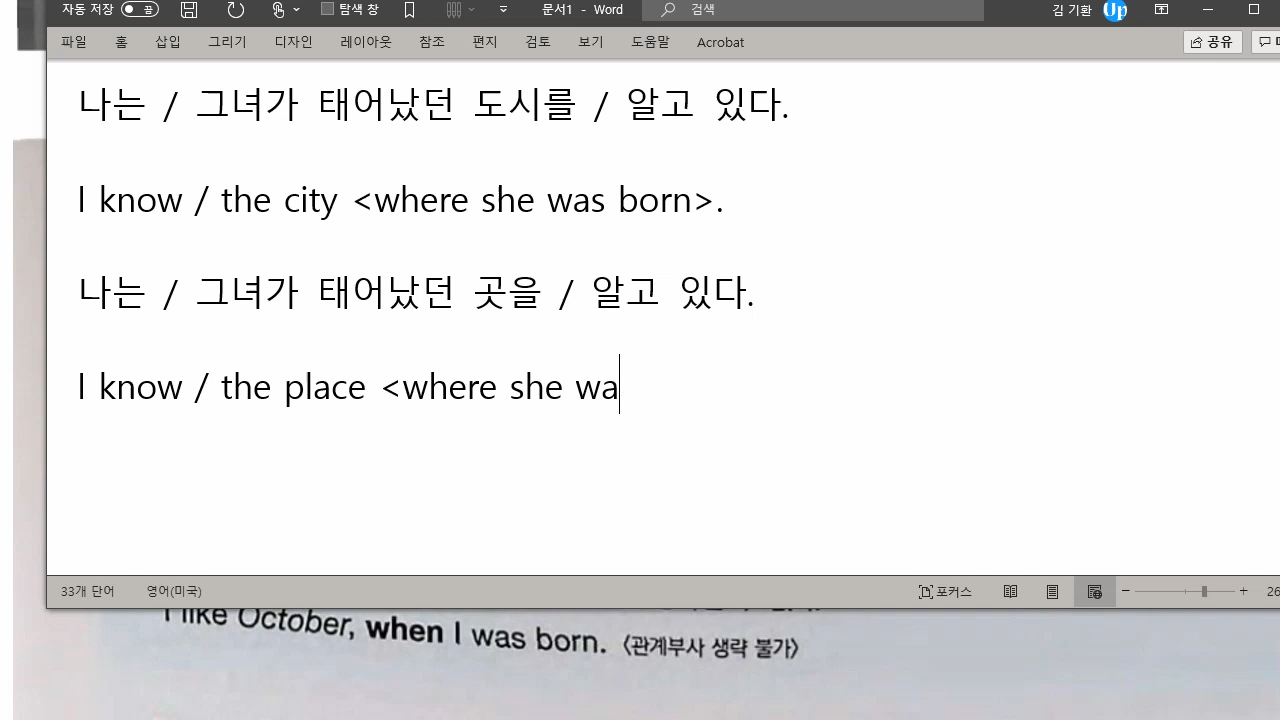 자동 저장 문서1 - Word 검색 김 기환 Up
탐색 창
파일 홈 삽입 그리기 디자인 레이아웃 참조 편지 검토 보기 도움말 Acrobat 공유
나는 / 그녀가 태어났던 도시를 / 알고 있다.
I know / the city <where she was born>.
나는 / 그녀가 태어났던 곳을 / 알고 있다.
I know / the place <where she wa
33개 단어 영어(미국) 포커스 26
I like October, when I was born. 〈관계부사 생략 불가〉